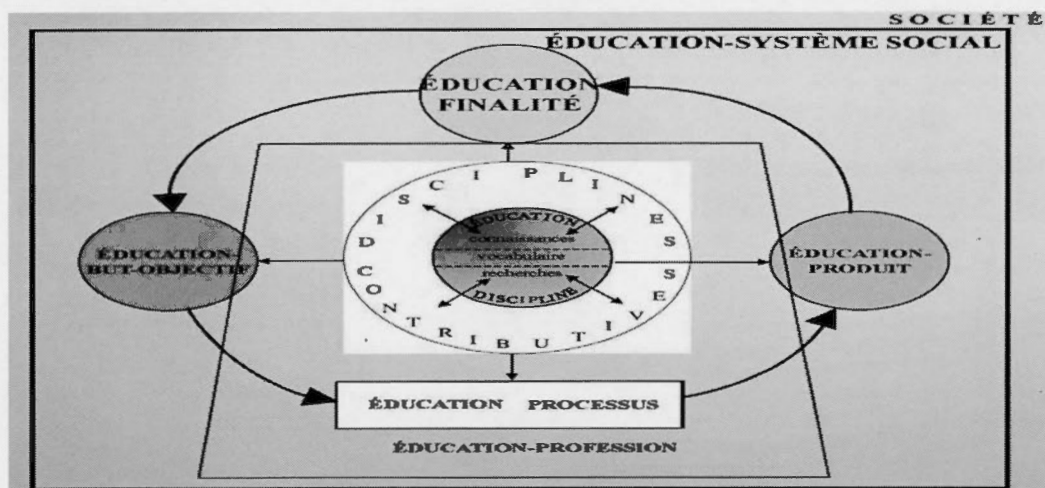 SOCIÉTÉ
ÉDUCATION-SYSTÈME SOCIAL
ÉDUCATION
FINALITÉ
DISCIPLINES
ÉDUCATION
connaissances
vocabulaire
recherches
DISCIPLINE
CONTRIBUTIVES
ÉDUCATION-
BUT-OBJECTIF
ÉDUCATION-
PRODUIT
ÉDUCATION PROCESSUS
ÉDUCATION-PROFESSION